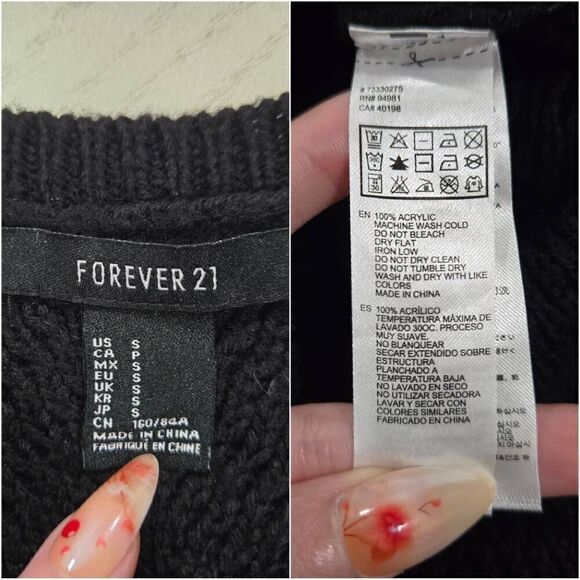 FOREVER 21
US S
CA P
MX S
EU S
UK S
KR S
JP S
CN 160/84A
MADE IN CHINA
FABRIQUÉ EN CHINE
# 73330275
RN# 94981
CA# 40198
EN 100% ACRYLIC
MACHINE WASH COLD
DO NOT BLEACH
DRY FLAT
IRON LOW
DO NOT DRY CLEAN
DO NOT TUMBLE DRY
WASH AND DRY WITH LIKE
COLORS
MADE IN CHINA
ES 100% ACRÍLICO
TEMPERATURA MÁXIMA DE
LAVADO 30OC. PROCESO
MUY SUAVE.
NO BLANQUEAR
SECAR EXTENDIDO SOBRE
ESTRUCTURA
PLANCHADO A
TEMPERATURA BAJA
NO LAVADO EN SECO
NO UTILIZAR SECADORA
LAVAR Y SECAR CON
COLORES SIMILARES
FABRICADO EN CHINA